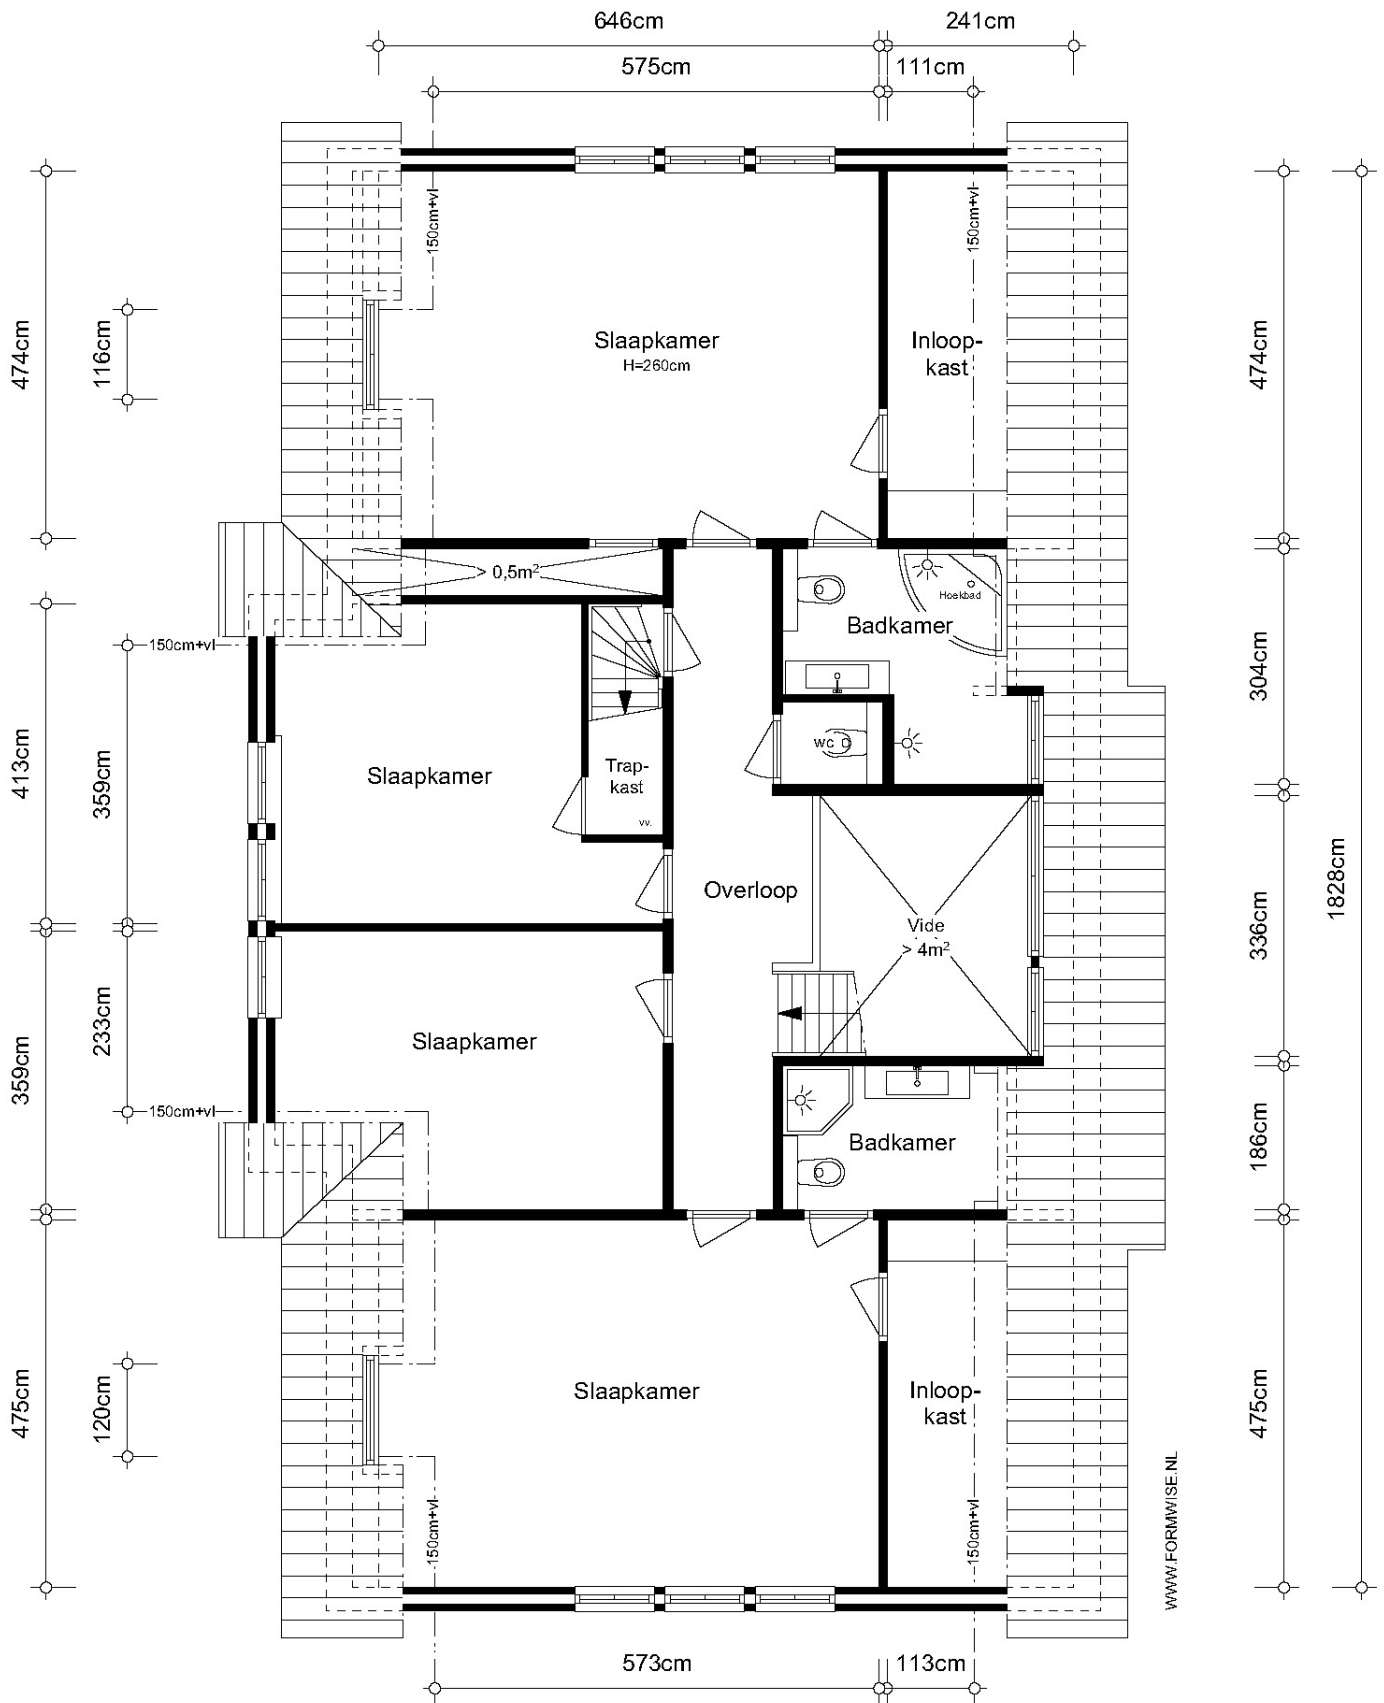 646cm
241cm
575cm
111cm
150cm+vl
150cm+vl
474cm
116cm
Slaapkamer
H=260cm
Inloop-
kast
474cm
0,5m²
Hoekbad
Badkamer
150cm+vl
304cm
413cm
359cm
Slaapkamer
Trap-
kast
vv.
wc
1828cm
Overloop
Vide
> 4m²
336cm
233cm
359cm
Slaapkamer
150cm+vl
Badkamer
186cm
475cm
120cm
Slaapkamer
Inloop-
kast
475cm
150cm+vl
150cm+vl
WWW.FORMWISE.NL
573cm
113cm